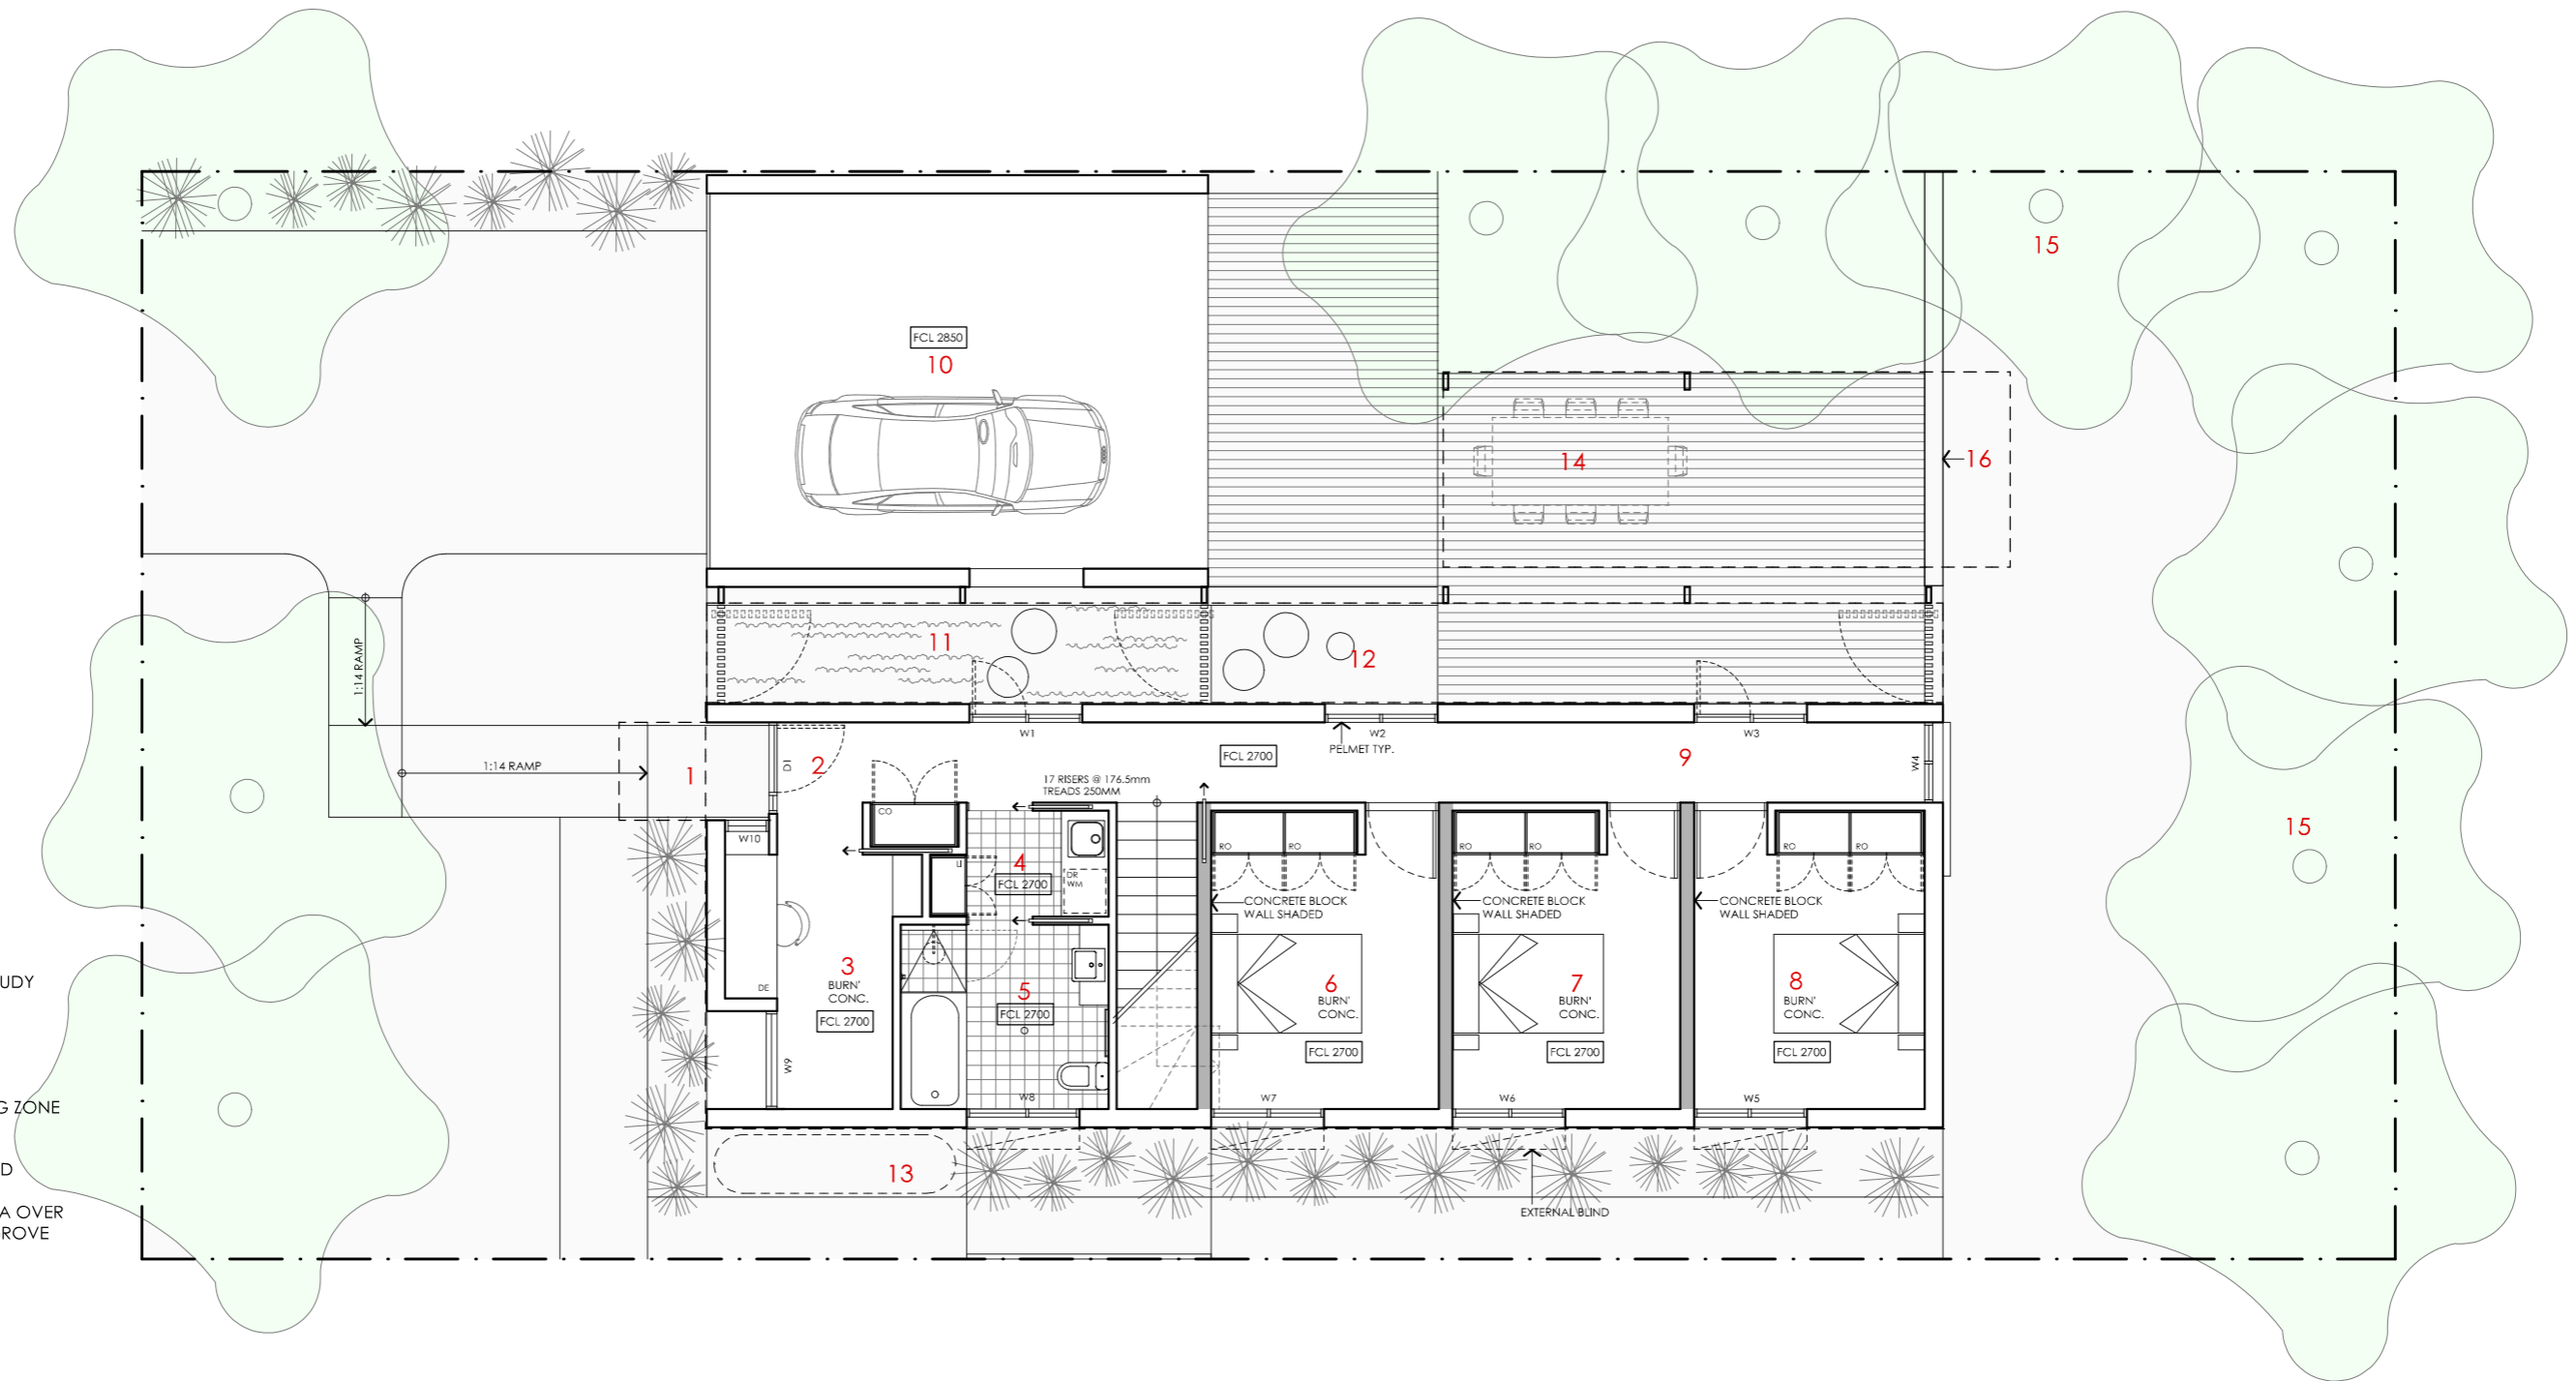 15
FCL 2850
10
14
16
11
12
1:14 RAMP
W1
W2
PELMET TYP.
W3
FCL 2700
9
W4
1:14 RAMP
1
2
D1
17 RISERS @ 176.5mm
TREADS 250MM
CO
W10
4
FCL 2700
LI
DR
WM
RO
RO
RO
RO
RO
RO
15
CONCRETE BLOCK
WALL SHADED
CONCRETE BLOCK
WALL SHADED
CONCRETE BLOCK
WALL SHADED
UDY
DE
3
BURN'
CONC.
FCL 2700
5
FCL 2700
6
BURN'
CONC.
FCL 2700
7
BURN'
CONC.
FCL 2700
8
BURN'
CONC.
FCL 2700
W9
W8
W7
W6
W5
G ZONE
D
13
A OVER
ROVE
EXTERNAL BLIND